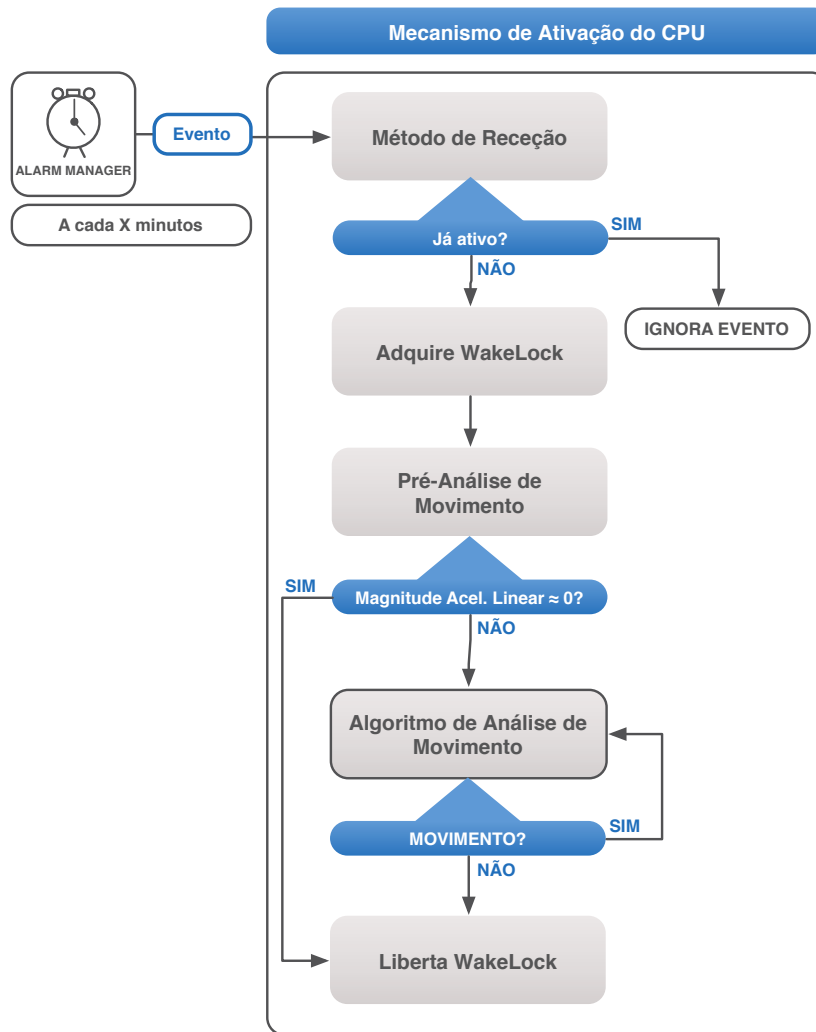 Mecanismo de Ativação do CPU
ALARM MANAGER
Evento
A cada X minutos
Método de Receção
Já ativo?
SIM
NÃO
IGNORA EVENTO
Adquire WakeLock
Pré-Análise de
Movimento
SIM
Magnitude Acel. Linear ≈ 0?
NÃO
Algoritmo de Análise de
Movimento
MOVIMENTO?
SIM
NÃO
Liberta WakeLock